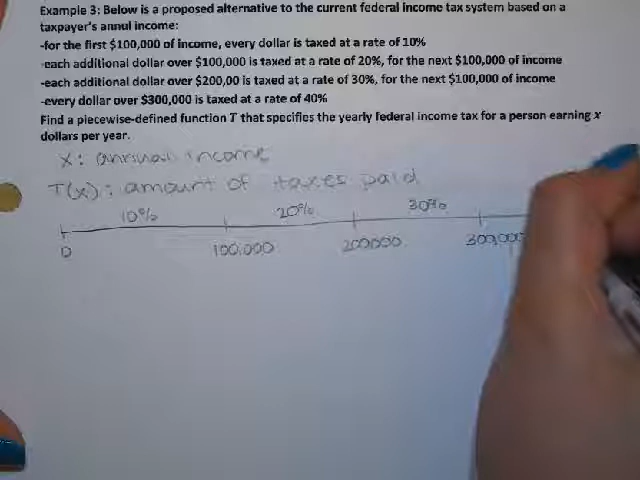 Example 3: Below is a proposed alternative to the current federal income tax system based on a
taxpayer's annul income:
-for the first $100,000 of income, every dollar is taxed at a rate of 10%
-each additional dollar over $100,000 is taxed at a rate of 20%, for the next $100,000 of income
-each additional dollar over $200,00 is taxed at a rate of 30%, for the next $100,000 of income
-every dollar over $300,000 is taxed at a rate of 40%
Find a piecewise-defined function T that specifies the yearly federal income tax for a person earning x
dollars per year.
X: annual income
T(x): amount of taxes paid
10% 20% 30%
0 100,000 200000 300,000